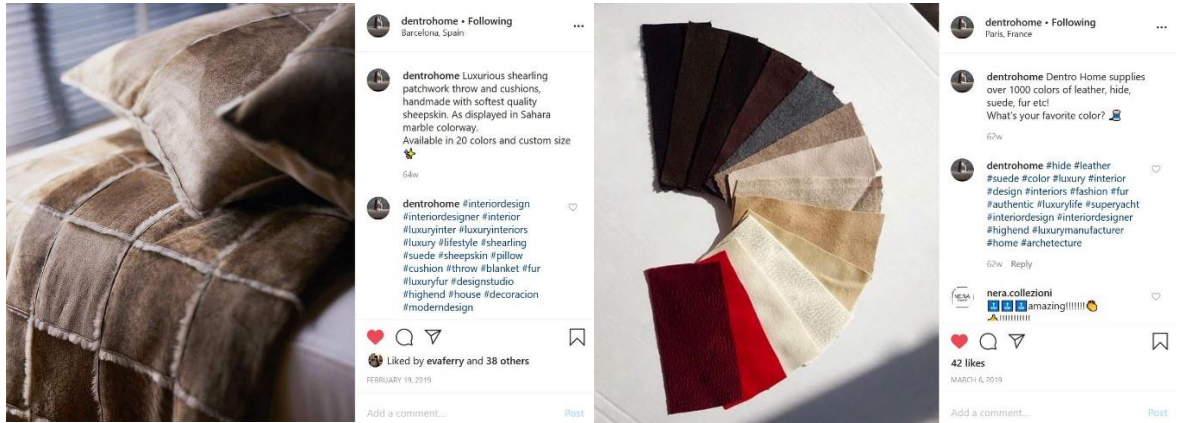 dentrohome • Following
Barcelona, Spain
dentrohome Luxurious shearling
patchwork throw and cushions,
handmade with softest quality
sheepskin. As displayed in Sahara
marble colorway.
Available in 20 colors and custom size
✨
64w
dentrohome #interiordesign
#interiordesigner #interior
#luxuryinter #luxuryinteriors
#luxury #lifestyle #shearling
#suede #sheepskin #pillow
#cushion #throw #blanket #fur
#luxuryfur #designstudio
#highend #house #decoracion
#moderndesign
Liked by evaferry and 38 others
FEBRUARY 19, 2019
Add a comment... Post
dentrohome • Following
Paris, France
dentrohome Dentro Home supplies
over 1000 colors of leather, hide,
suede, fur etc!
What's your favorite color?
62w
dentrohome #hide #leather
#suede #color #luxury #interior
#design #interiors #fashion #fur
#authentic #luxurylife #superyacht
#interiordesign #interiordesigner
#highend #luxurymanufacturer
#home #archetecture
62w Reply
NERA
nera.collezioni
amazing!!!!!!!
!!!!!!!!!!!
42 likes
MARCH 6, 2019
Add a comment... Post